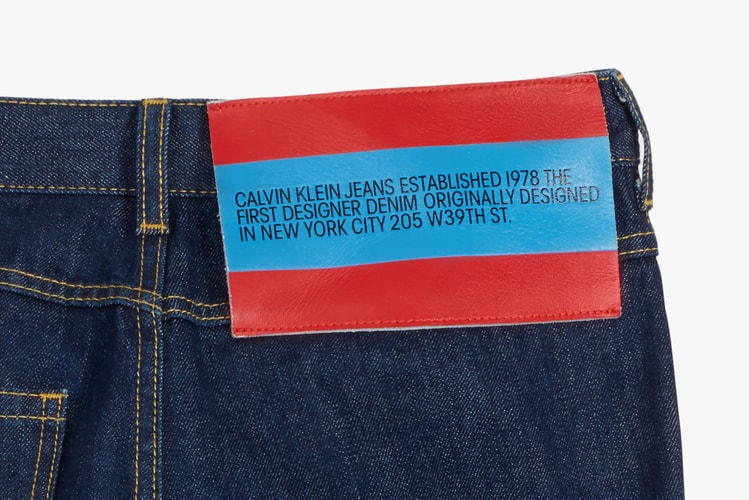 CALVIN KLEIN JEANS ESTABLISHED 1978 THE
FIRST DESIGNER DENIM ORIGINALLY DESIGNED
IN NEW YORK CITY 205 W39TH ST.